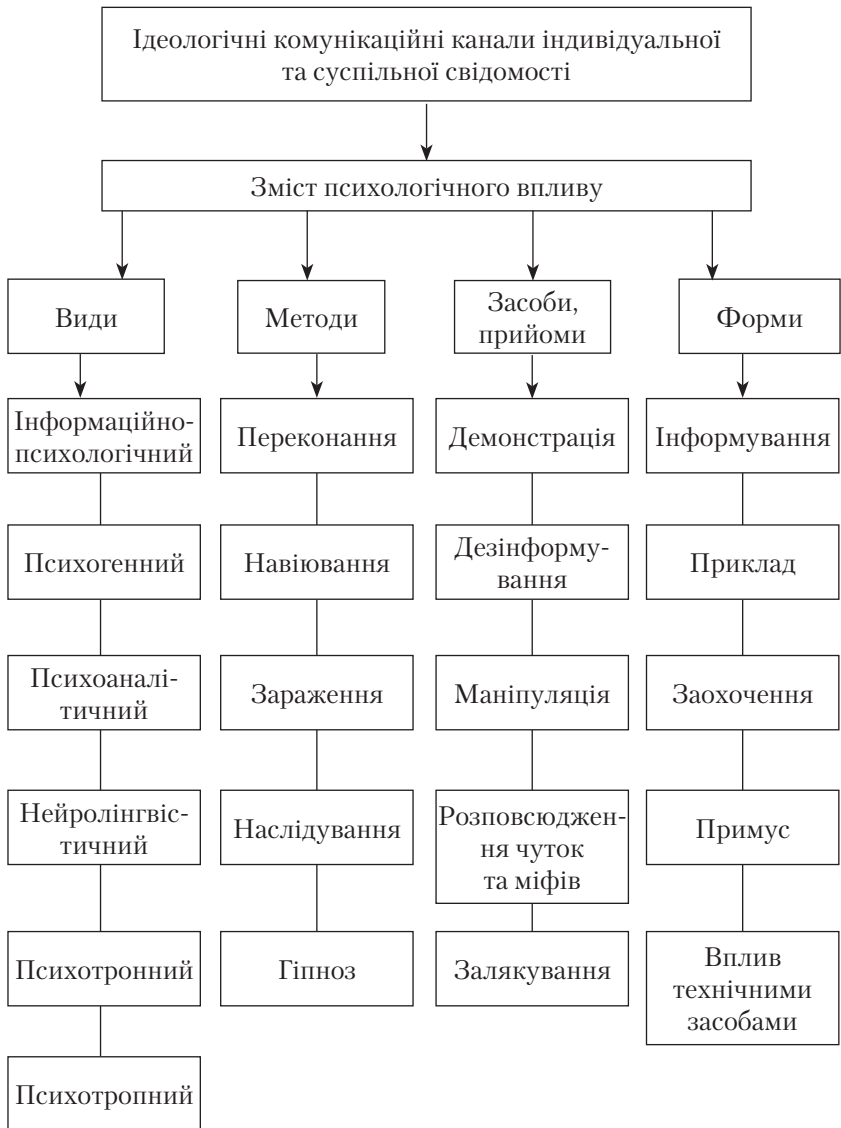 Ідеологічні комунікаційні канали індивідуальної
та суспільної свідомості
Зміст психологічного впливу
Види
Методи
Засоби,
прийоми
Форми
Інформаційно-
психологічний
Переконання
Демонстрація
Інформування
Психогенний
Навіювання
Дезінформу-
вання
Приклад
Психоаналі-
тичний
Зараження
Маніпуляція
Заохочення
Нейролінгвіс-
тичний
Наслідування
Розповсюджен-
ня чуток
та міфів
Примус
Психотронний
Гіпноз
Залякування
Вплив
технічними
засобами
Психотропний